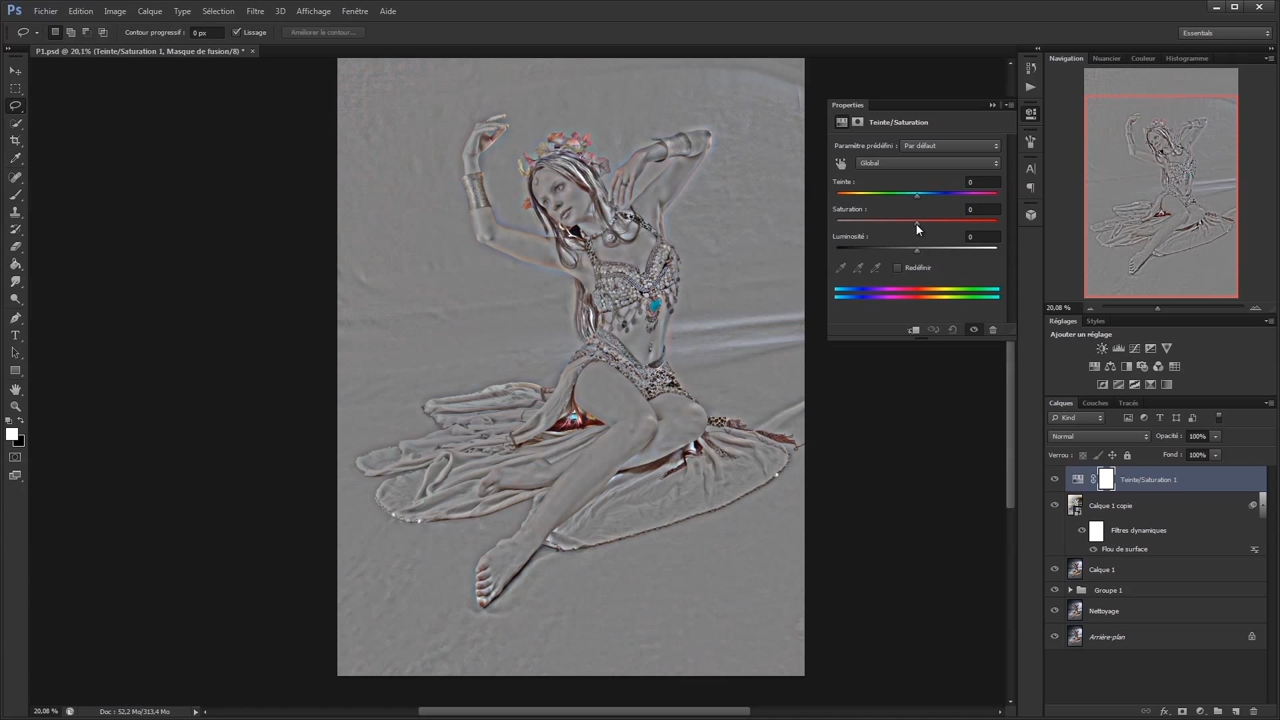 Ps Fichier Edition Image Calque Type Sélection Filtre 3D Affichage Fenêtre Aide
Contour progressif : 0 px Lissage Améliorer le contour... Essentials
P1.psd @ 20,1% (Teinte/Saturation 1, Masque de fusion/8) * ×
Properties
Teinte/Saturation
Paramètre prédéfini : Par défaut
Global
Teinte : 0
Saturation : 0
Luminosité : 0
Redéfinir
Navigation Nuancier Couleur Histogramme
20,08 %
Réglages Styles
Ajouter un réglage
Calques Couches Tracés
Kind
Normal Opacité : 100%
Verrou : Fond : 100%
Teinte/Saturation 1
Calque 1 copie
Filtres dynamiques
Flou de surface
Calque 1
Groupe 1
Nettoyage
Arrière-plan
20,08 % Doc : 52,2 Mo/313,4 Mo